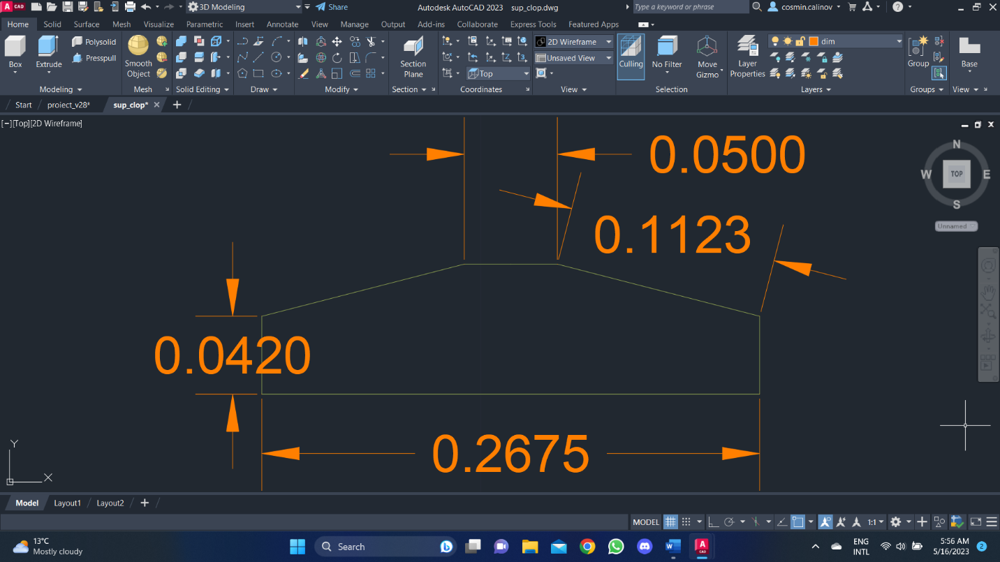 A CAD
3D Modeling
Share
Autodesk AutoCAD 2023 sup_clop.dwg
Type a keyword or phrase
cosmin.calinov
Home Solid Surface Mesh Visualize Parametric Insert Annotate View Manage Output Add-ins Collaborate Express Tools Featured Apps
Box
Extrude
Polysolid
Presspull
Modeling
Smooth Object
Mesh
Solid Editing
Draw
Modify
Section Plane
Section
Top
Coordinates
2D Wireframe
Unsaved View
View
Culling
No Filter
Move Gizmo
Selection
Layer Properties
dim
Layers
Group
Groups
Base
View
Start proiect_v28* sup_clop*
[−][Top][2D Wireframe]
0.0500
0.1123
0.0420
0.2675
N
W TOP E
S
Unnamed
Y
X
Model Layout1 Layout2
MODEL 1:1
13°C
Mostly cloudy
Search
ENG
INTL
5:56 AM
5/16/2023
2